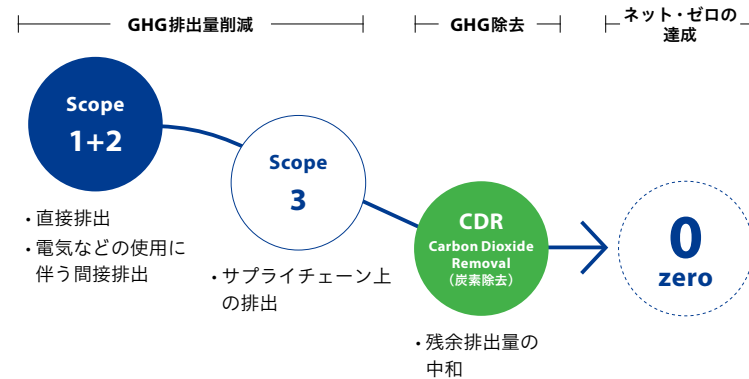 GHG排出量削減
GHG除去
ネット・ゼロの
達成
Scope
1+2
・直接排出
・電気などの使用に
伴う間接排出
Scope
3
・サプライチェーン上
の排出
CDR
Carbon Dioxide
Removal
（炭素除去）
・残余排出量の
中和
0
zero